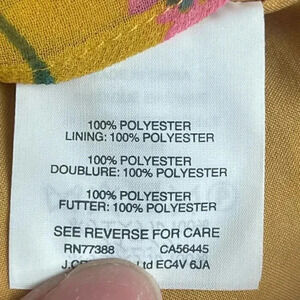 100% POLYESTER
LINING: 100% POLYESTER
100% POLYESTER
DOUBLURE: 100% POLYESTER
100% POLYESTER
FUTTER: 100% POLYESTER
SEE REVERSE FOR CARE
RN77388 CA56445
Ltd EC4V 6JA